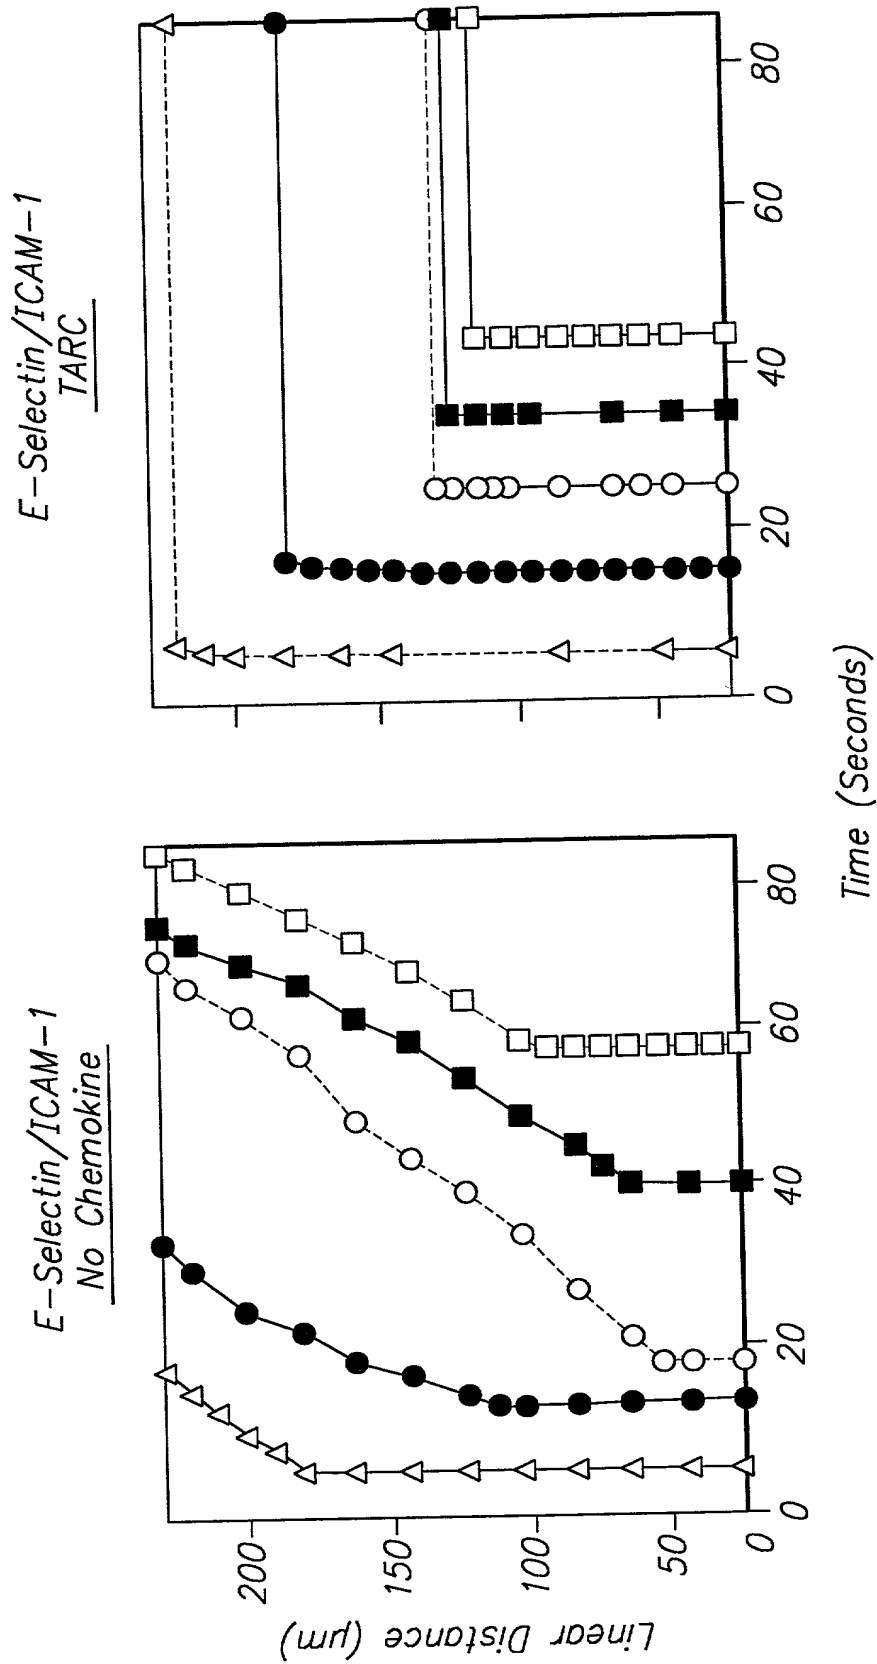 E-Selectin/ICAM-1
No Chemokine
E-Selectin/ICAM-1
TARC
Linear Distance (µm)
200
150
100
50
0
0
20
40
60
80
0
20
40
60
80
Time (Seconds)